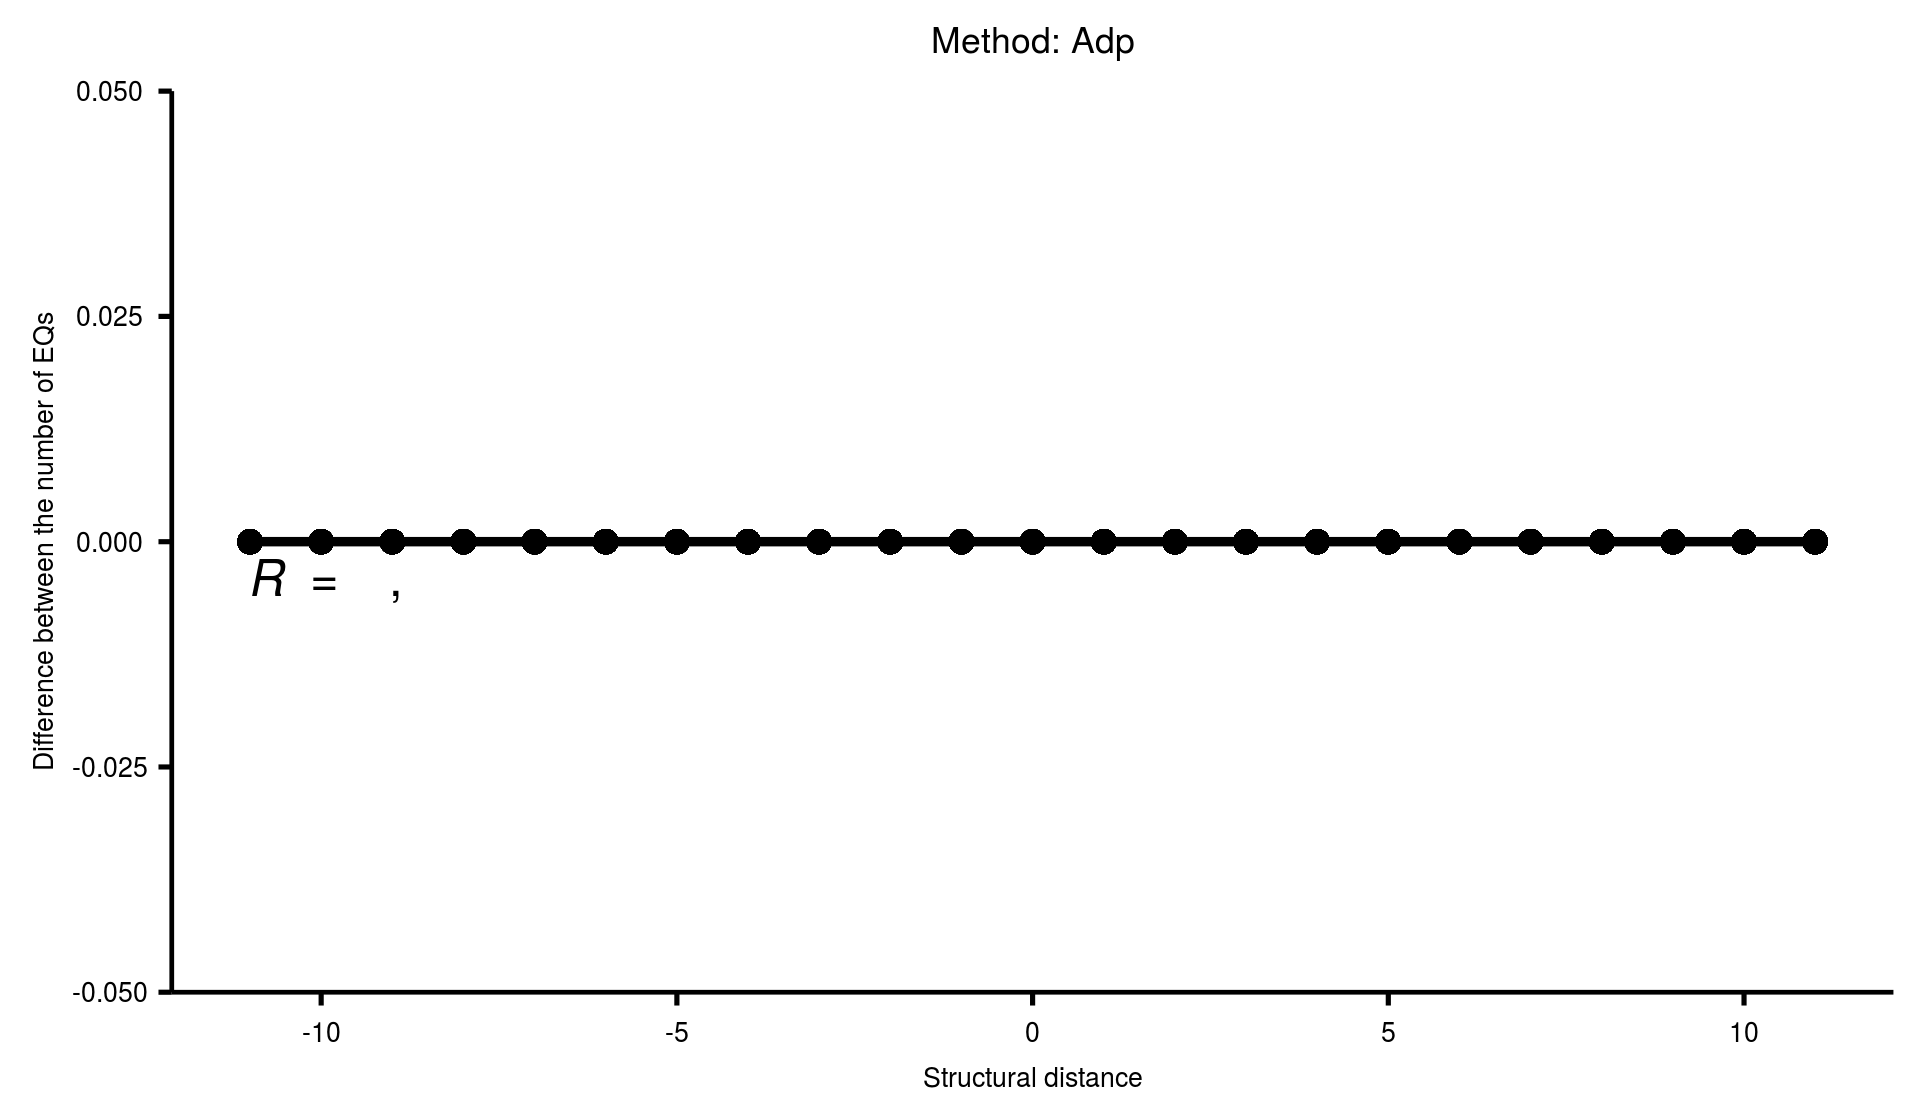 Method: Adp
0.050
0.025
0.000
-0.025
-0.050
Difference between the number of EQs
R = ,
-10 -5 0 5 10
Structural distance